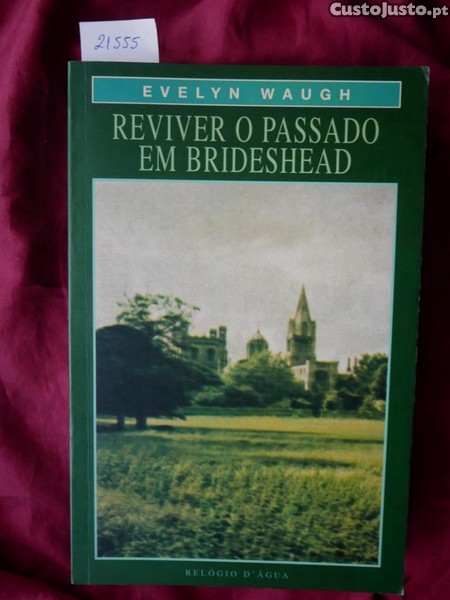 CustoJusto.pt
21555
EVELYN WAUGH
REVIVER O PASSADO
EM BRIDESHEAD
RELÓGIO D'ÁGUA